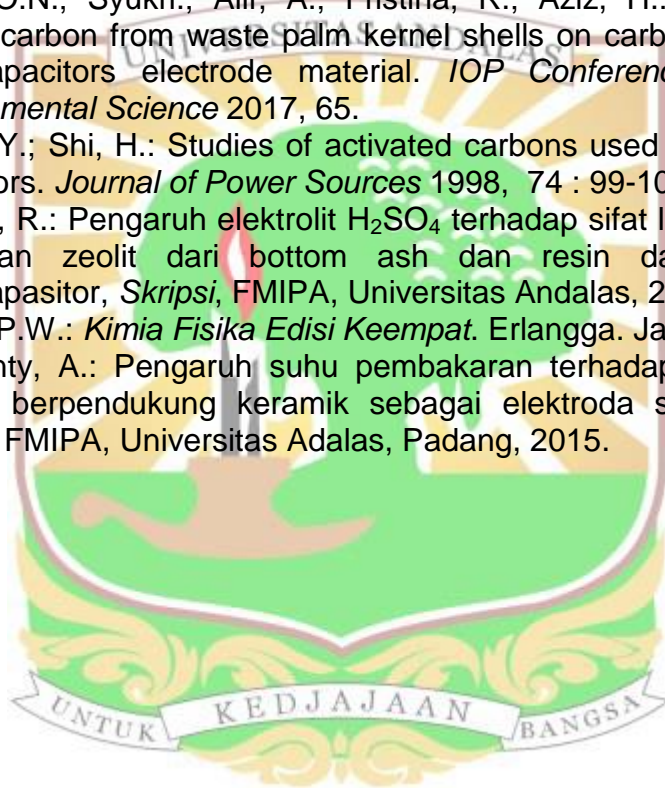 O.N., Syukri., Alif, A., Pristina, R., Aziz, H.
carbon from waste palm kernel shells on carb
apacitors electrode material. IOP Conferen
mental Science 2017, 65.
Y.; Shi, H.: Studies of activated carbons used
ors. Journal of Power Sources 1998, 74 : 99-10
, R.: Pengaruh elektrolit H₂SO₄ terhadap sifat l
an zeolit dari bottom ash dan resin da
apasitor, Skripsi, FMIPA, Universitas Andalas, 2
P.W.: Kimia Fisika Edisi Keempat. Erlangga. Ja
nty, A.: Pengaruh suhu pembakaran terhadap
berpendukung keramik sebagai elektroda s
FMIPA, Universitas Adalas, Padang, 2015.
UNIVERSITAS ANDALAS
UNTUK KEDJAJAAN BANGSA